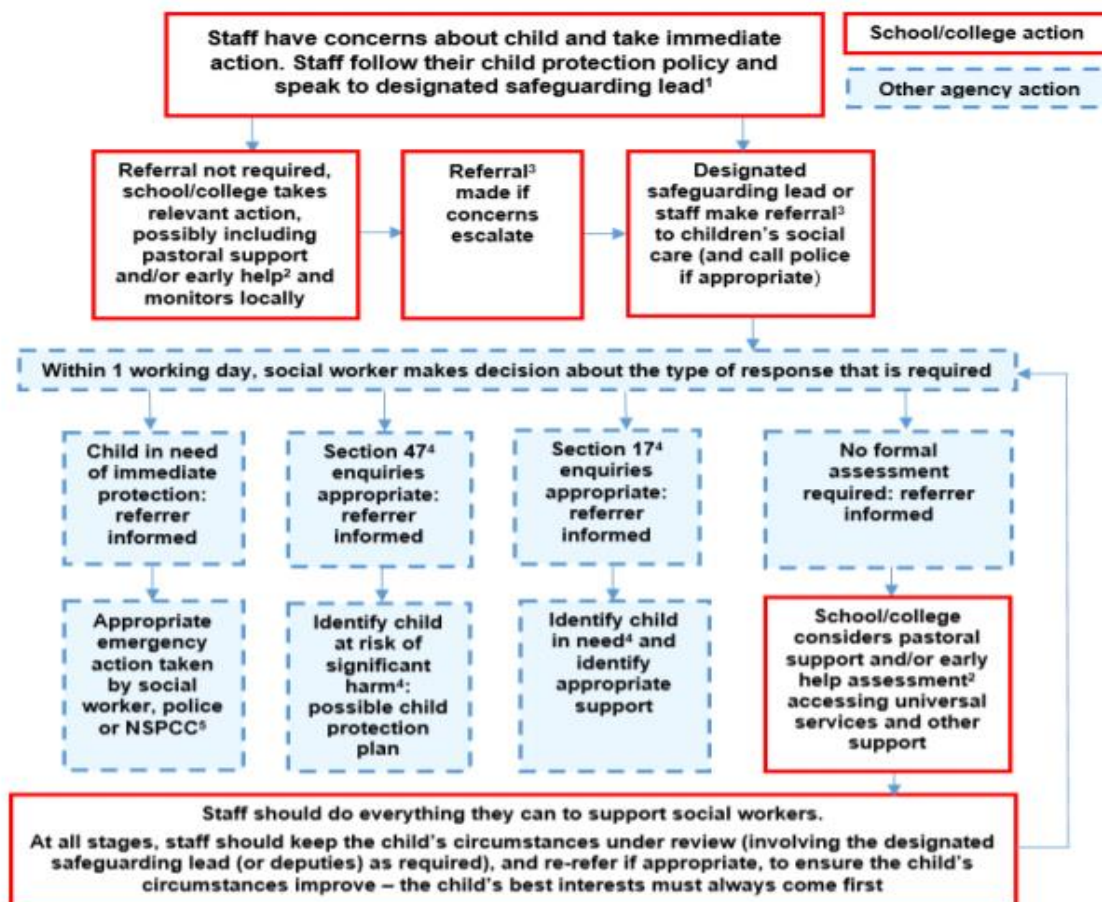 Staff have concerns about child and take immediate
action. Staff follow their child protection policy and
speak to designated safeguarding lead¹
School/college action
Other agency action
Referral not required,
school/college takes
relevant action,
possibly including
pastoral support
and/or early help² and
monitors locally
Referral³
made if
concerns
escalate
Designated
safeguarding lead or
staff make referral³
to children's social
care (and call police
if appropriate)
Within 1 working day, social worker makes decision about the type of response that is required
Child in need
of immediate
protection:
referrer
informed
Section 47⁴
enquiries
appropriate:
referrer
informed
Section 17⁴
enquiries
appropriate:
referrer
informed
No formal
assessment
required: referrer
informed
Appropriate
emergency
action taken
by social
worker, police
or NSPCC⁵
Identify child
at risk of
significant
harm⁴:
possible child
protection
plan
Identify child
in need⁴ and
identify
appropriate
support
School/college
considers pastoral
support and/or early
help assessment²
accessing universal
services and other
support
Staff should do everything they can to support social workers.
At all stages, staff should keep the child's circumstances under review (involving the designated
safeguarding lead (or deputies) as required), and re-refer if appropriate, to ensure the child's
circumstances improve – the child's best interests must always come first